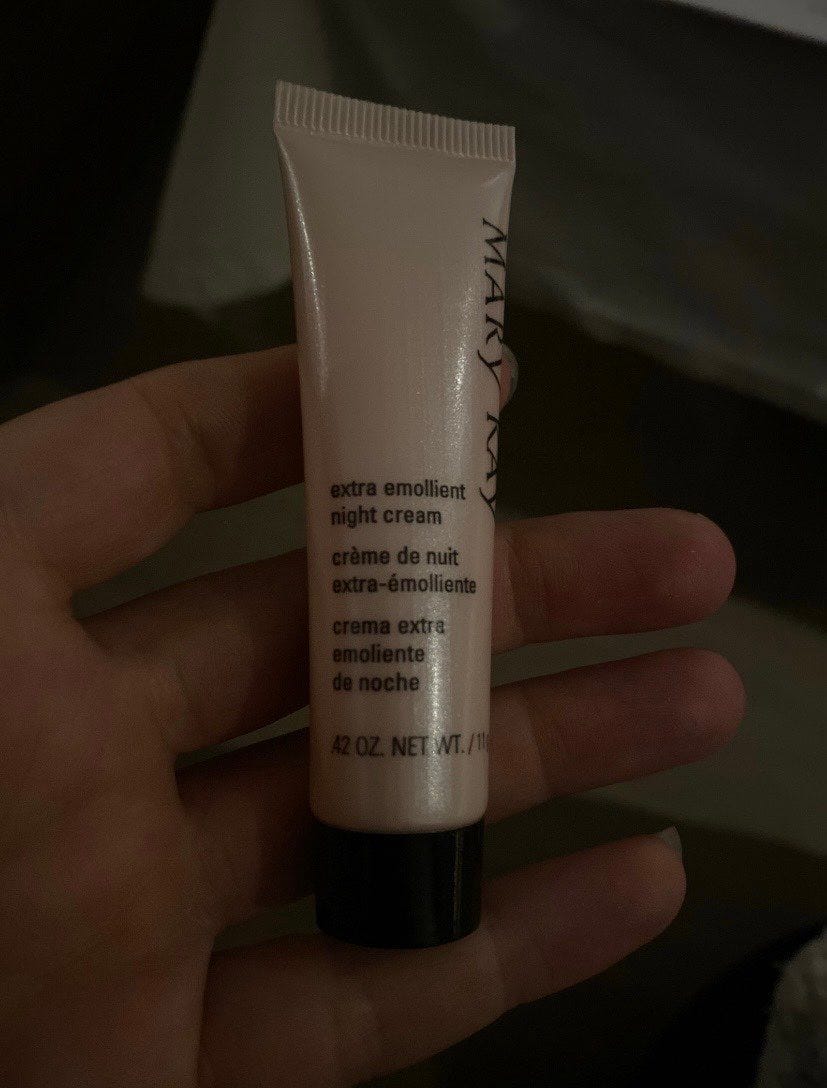 MARY KAY
extra emollient
night cream
crème de nuit
extra-émolliente
crema extra
emoliente
de noche
.42 OZ. NET WT. / 11